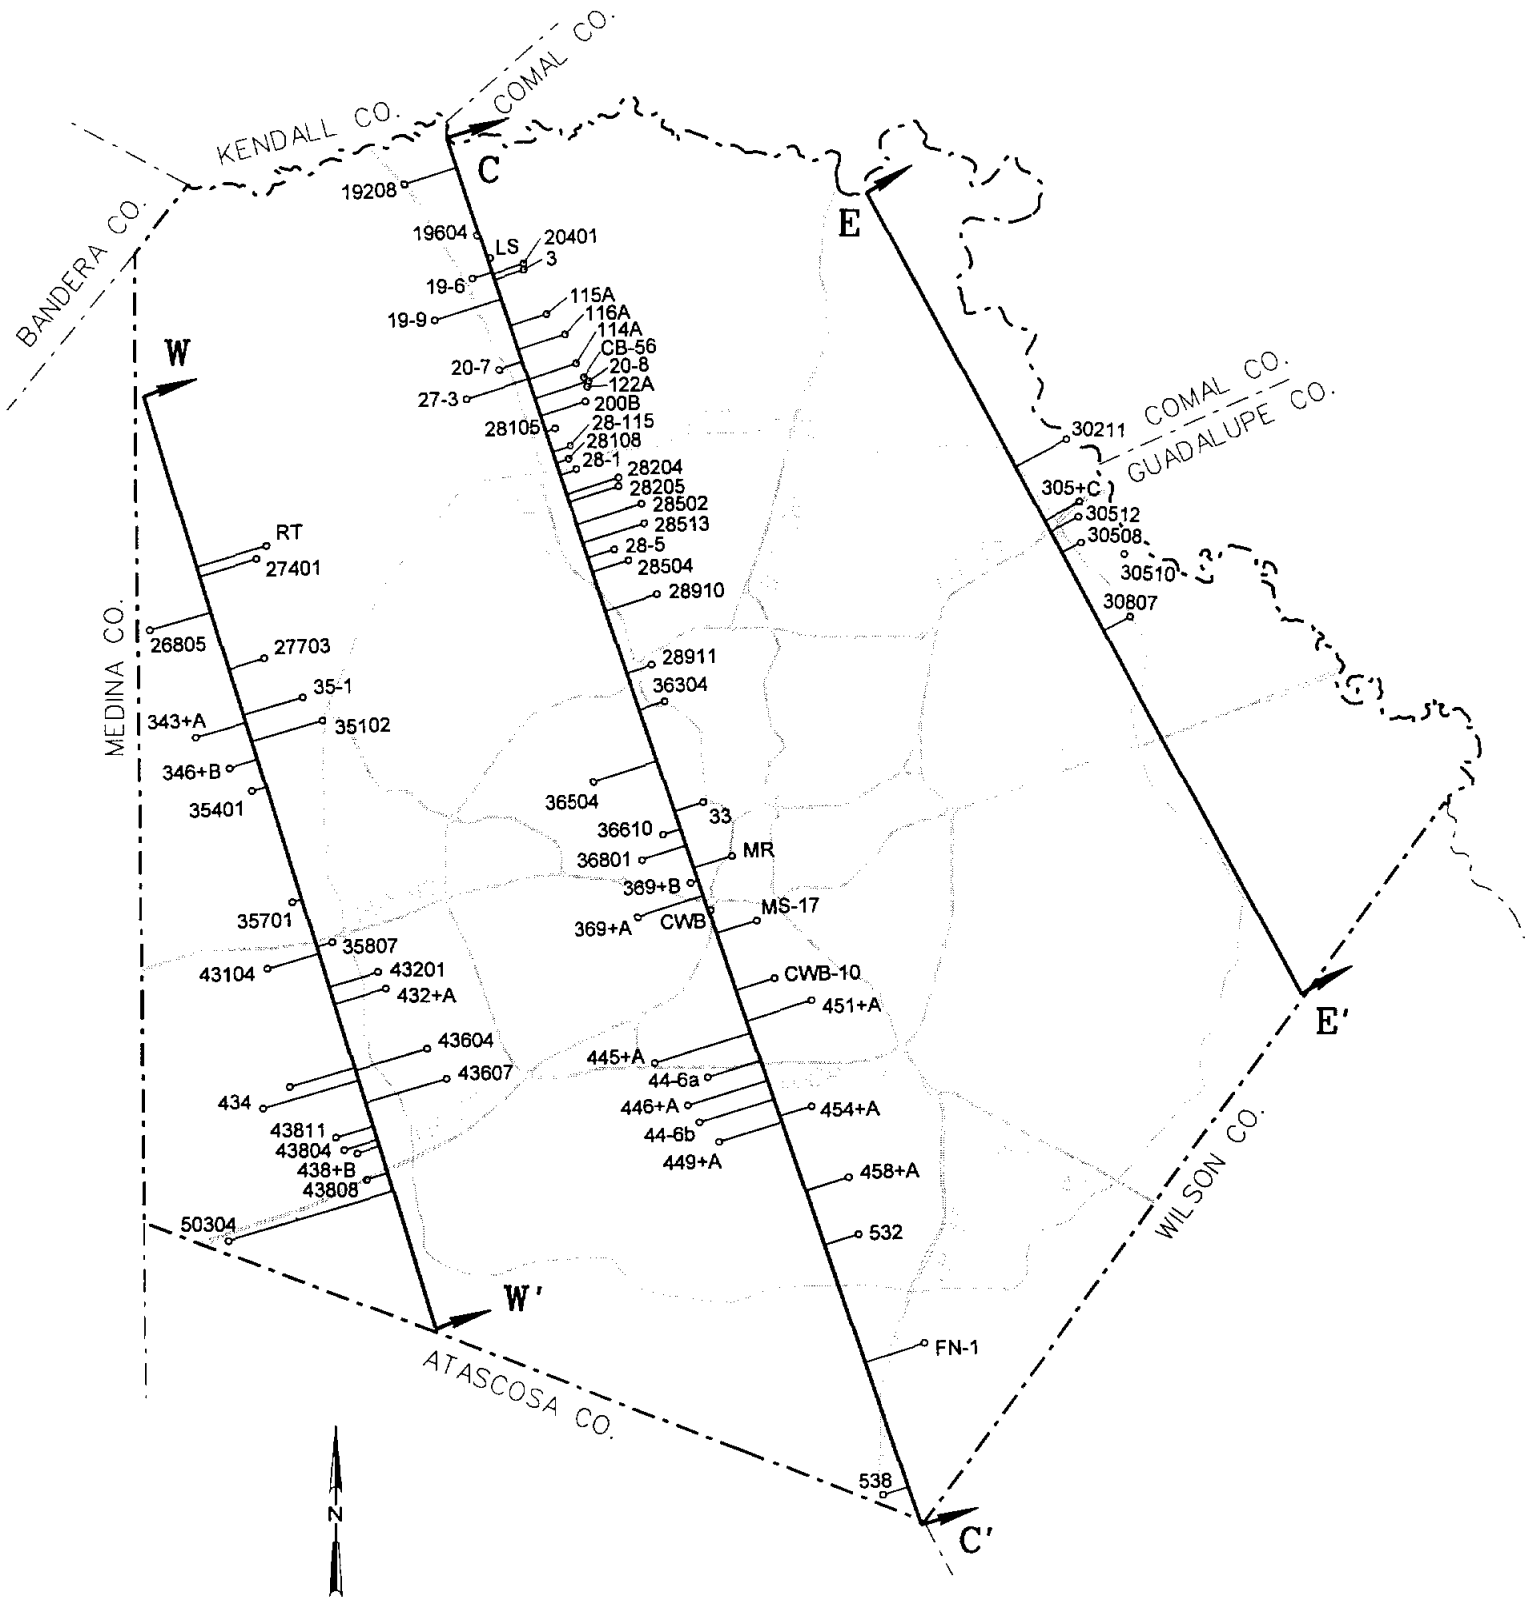 COMAL CO.
KENDALL CO.
C
19208
E
BANDERA CO.
19604
LS
20401
3
19-6
19-9
115A
116A
114A
W
CB-56
20-7
20-8
122A
27-3
200B
COMAL CO.
GUADALUPE CO.
28105
28-115
28108
28-1
30211
28204
28205
305+C
28502
30512
28513
RT
30508
28-5
27401
28504
30510
28910
30807
26805
27703
28911
MEDINA CO.
35-1
36304
343+A
35102
346+B
35401
36504
33
36610
MR
36801
369+B
35701
MS-17
369+A
CWB
35807
43104
43201
CWB-10
432+A
451+A
E'
43604
445+A
43607
44-6a
434
446+A
454+A
43811
44-6b
43804
449+A
438+B
458+A
43808
WILSON CO.
50304
532
W'
FN-1
ATASCOSA CO.
538
N
C'